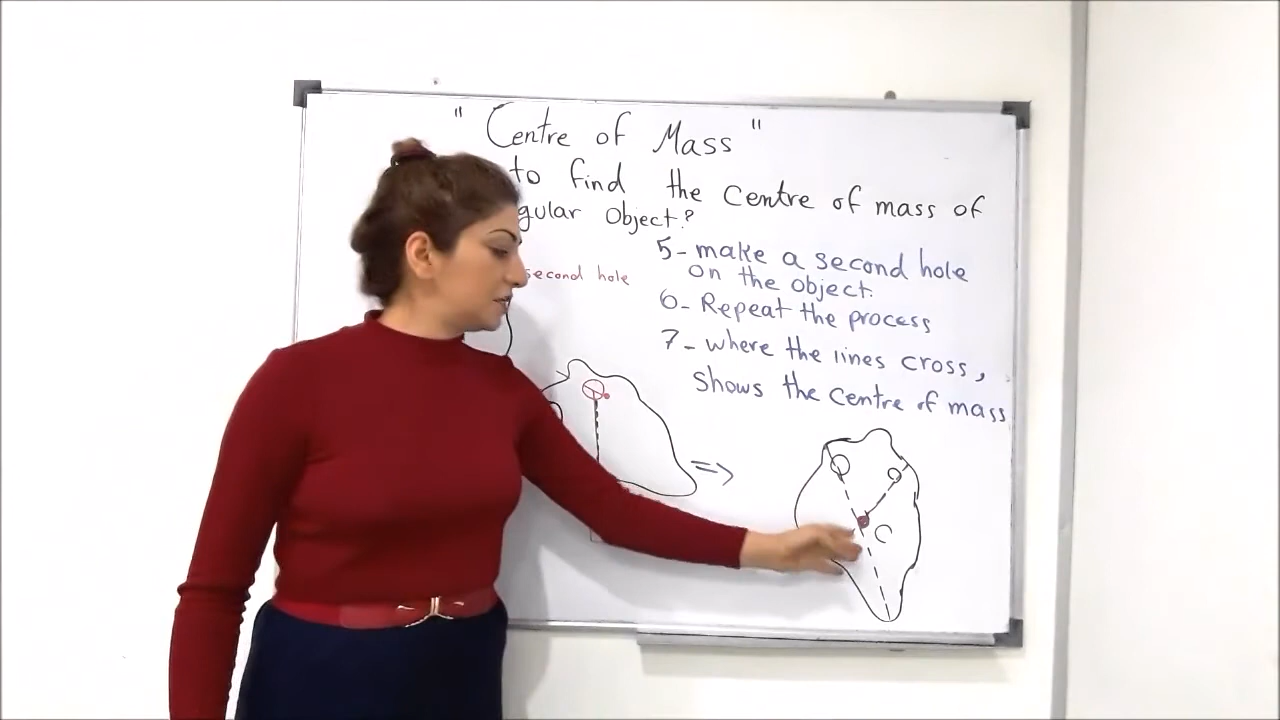 " Centre of Mass "
to find the centre of mass of
gular Object?
second hole
5- make a second hole
on the object.
6- Repeat the process
7- where the lines cross,
shows the centre of mass
C